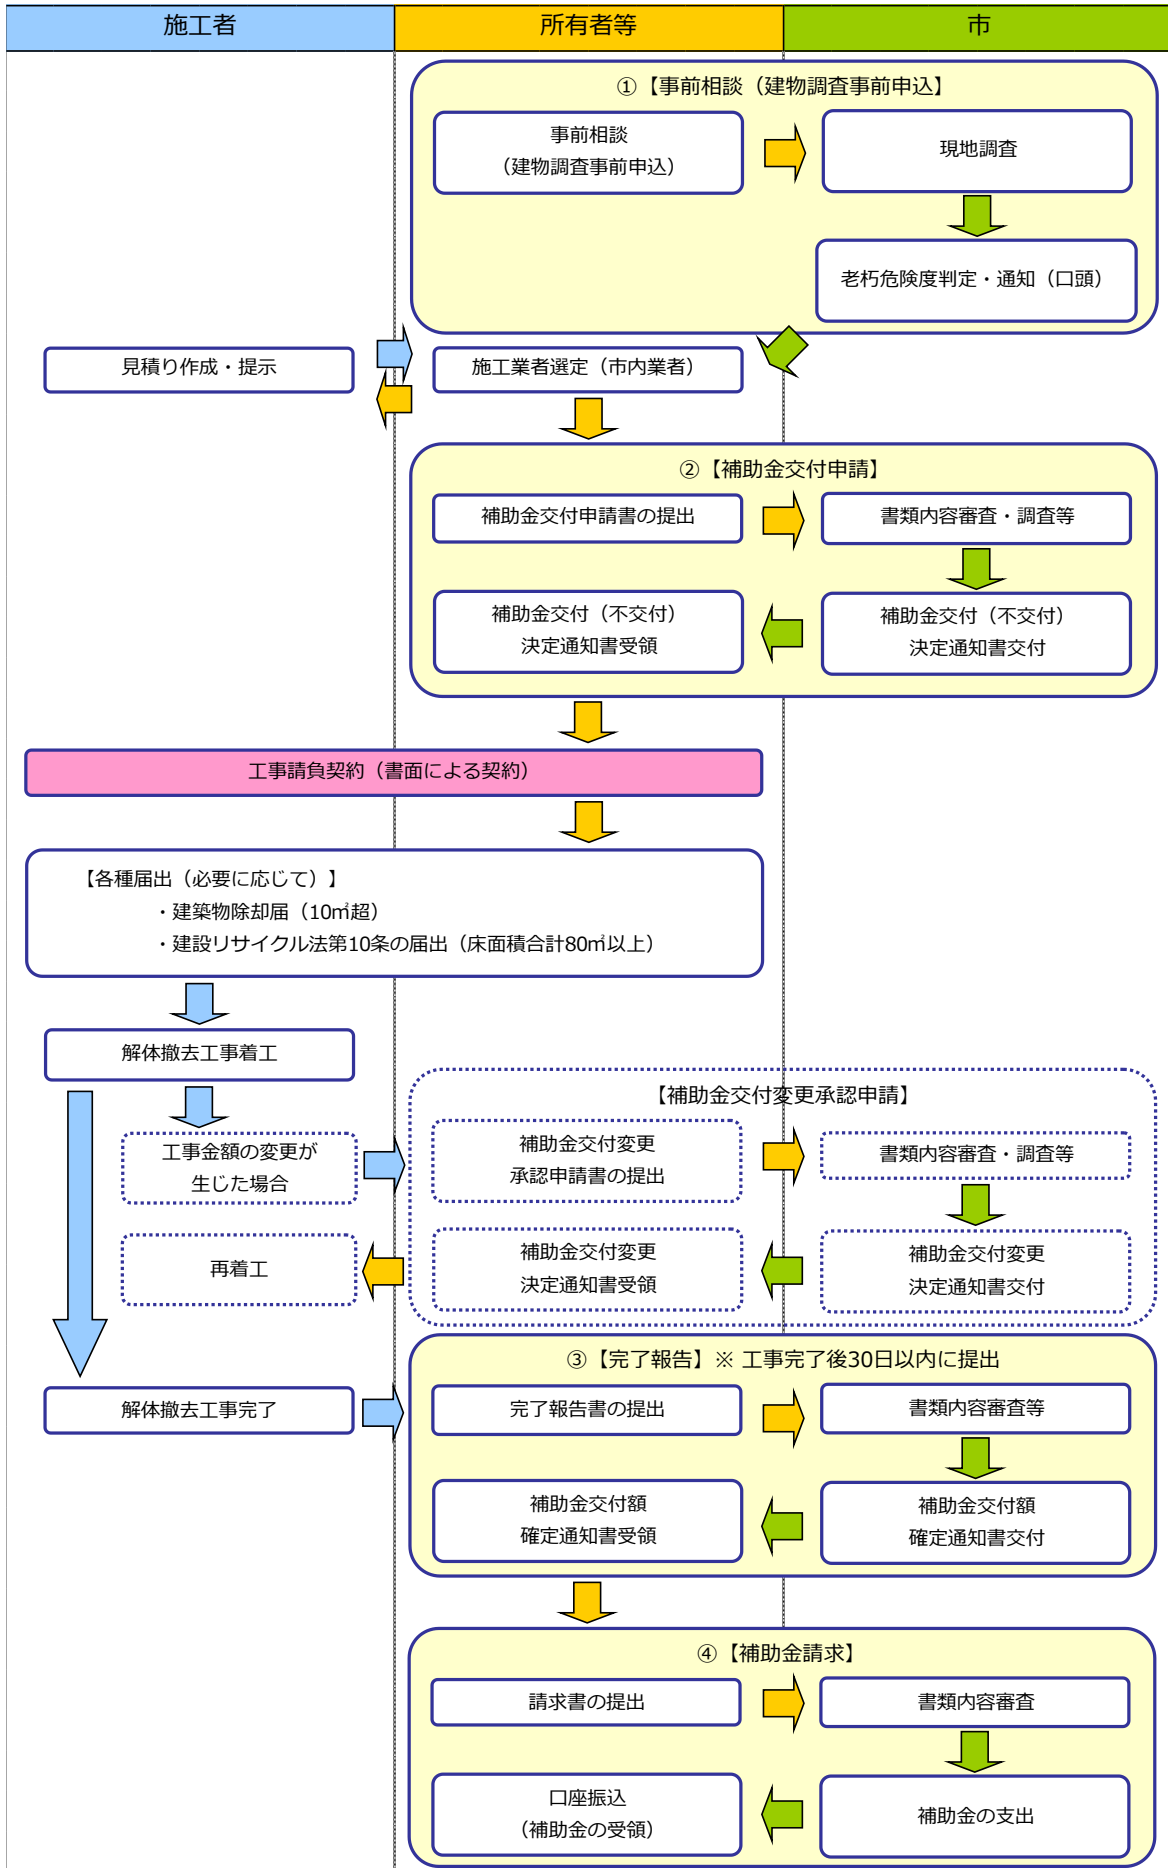 施工者
所有者等
市
①【事前相談（建物調査事前申込】
事前相談
（建物調査事前申込）
現地調査
老朽危険度判定・通知（口頭）
見積り作成・提示
施工業者選定（市内業者）
②【補助金交付申請】
補助金交付申請書の提出
書類内容審査・調査等
補助金交付（不交付）
決定通知書受領
補助金交付（不交付）
決定通知書交付
工事請負契約（書面による契約）
【各種届出（必要に応じて）】
・建築物除却届（10㎡超）
・建設リサイクル法第10条の届出（床面積合計80㎡以上）
解体撤去工事着工
【補助金交付変更承認申請】
工事金額の変更が
生じた場合
補助金交付変更
承認申請書の提出
書類内容審査・調査等
再着工
補助金交付変更
決定通知書受領
補助金交付変更
決定通知書交付
③【完了報告】※ 工事完了後30日以内に提出
解体撤去工事完了
完了報告書の提出
書類内容審査等
補助金交付額
確定通知書受領
補助金交付額
確定通知書交付
④【補助金請求】
請求書の提出
書類内容審査
口座振込
（補助金の受領）
補助金の支出